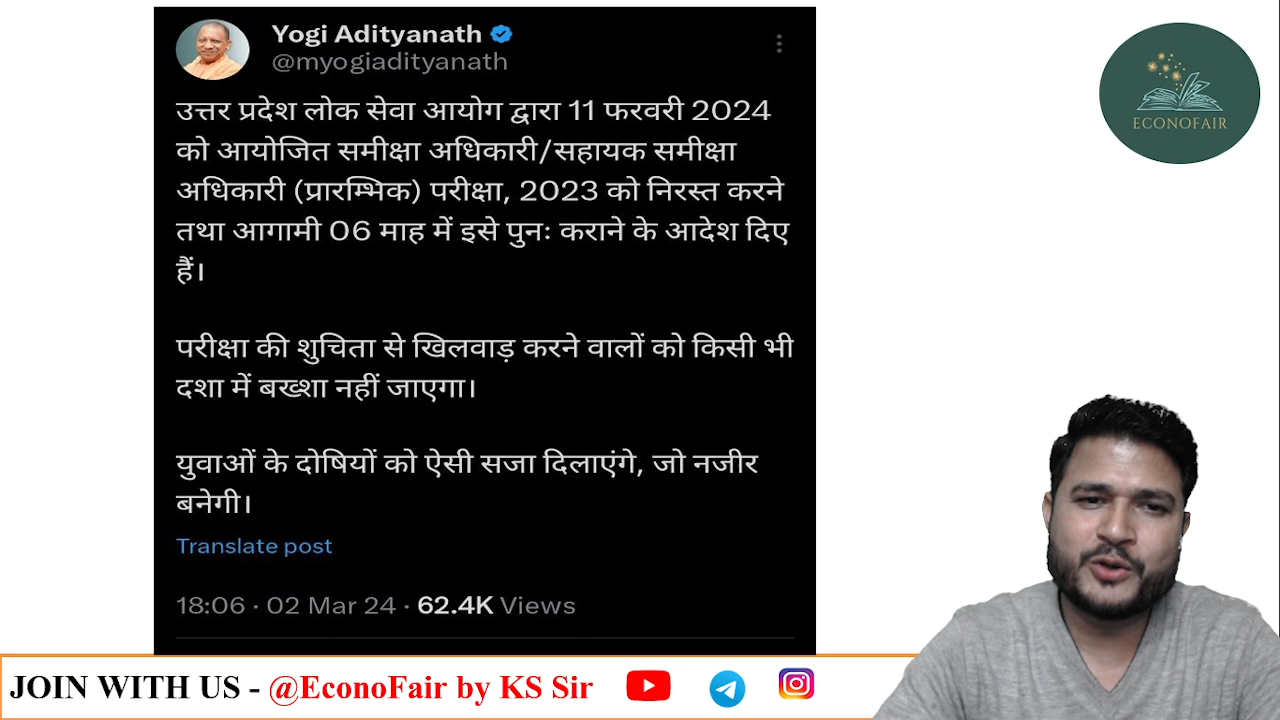 Yogi Adityanath
@myogiadityanath
उत्तर प्रदेश लोक सेवा आयोग द्वारा 11 फरवरी 2024
को आयोजित समीक्षा अधिकारी/सहायक समीक्षा
अधिकारी (प्रारम्भिक) परीक्षा, 2023 को निरस्त करने
तथा आगामी 06 माह में इसे पुनः कराने के आदेश दिए
हैं।
परीक्षा की शुचिता से खिलवाड़ करने वालों को किसी भी
दशा में बख्शा नहीं जाएगा।
युवाओं के दोषियों को ऐसी सजा दिलाएंगे, जो नजीर
बनेगी।
Translate post
18:06 · 02 Mar 24 · 62.4K Views
ECONOFAIR
JOIN WITH US - @EconoFair by KS Sir